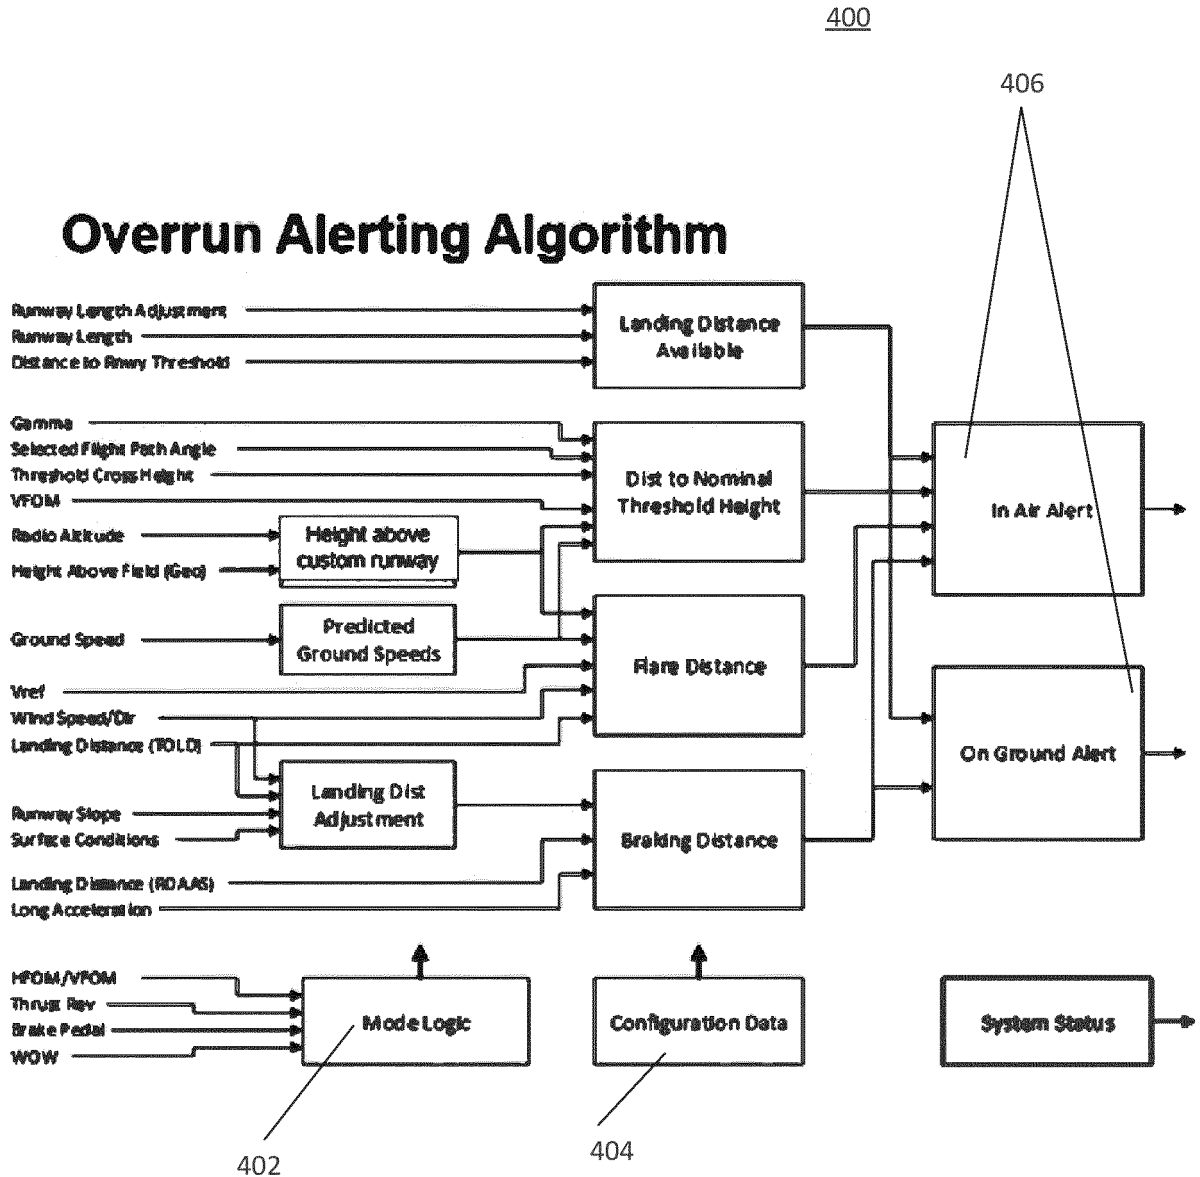 400
406
Overrun Alerting Algorithm
Runway Length Adjustment
Runway Length
Distance to Rnwy Threshold
Landing Distance
Available
Gamma
Selected Flight Path Angle
Threshold Cross Height
VFOM
Radio Altitude
Height Above Field (Geo)
Height above
custom runway
Dist to Nominal
Threshold Height
In Air Alert
Ground Speed
Predicted
Ground Speeds
Vref
Wind Speed/Dir
Landing Distance (TOLD)
Flare Distance
On Ground Alert
Landing Dist
Adjustment
Runway Slope
Surface Conditions
Braking Distance
Landing Distance (RDAAS)
Long Acceleration
HFOM/VFOM
Thrust Rev
Brake Pedal
WOW
Mode Logic
Configuration Data
System Status
402
404